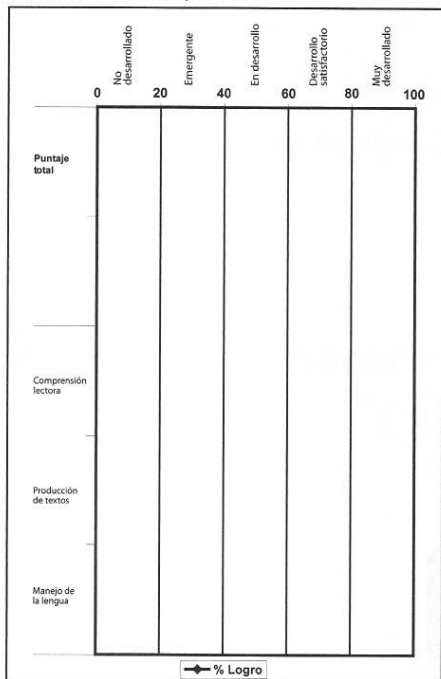 No
desarrollado
Emergente
En desarrollo
Desarrollo
satisfactorio
Muy
desarrollado
0 20 40 60 80 100
Puntaje
total
Comprensión
lectora
Producción
de textos
Manejo de
la lengua
% Logro